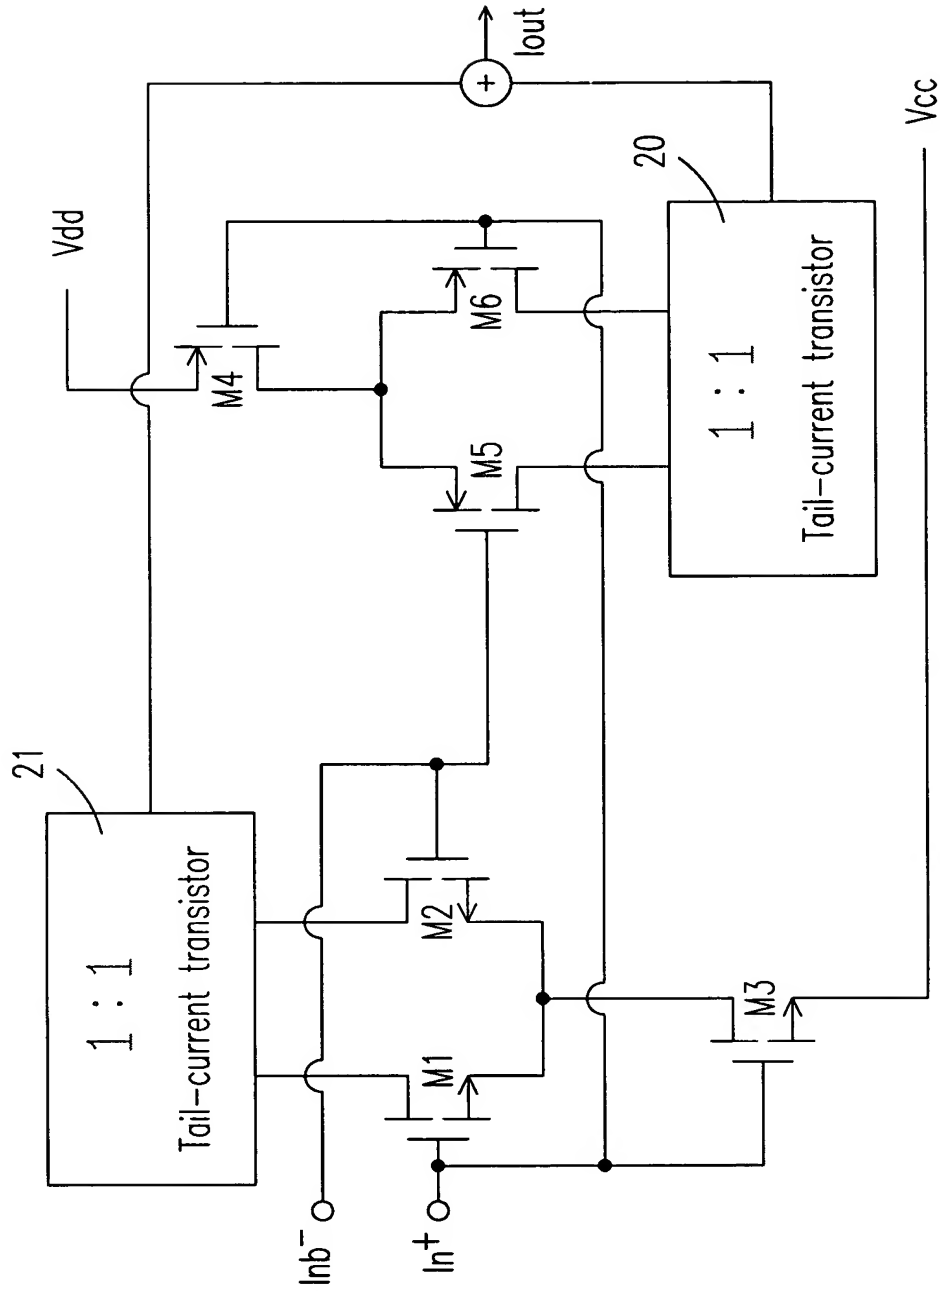 21
1 : 1
Tail-current transistor
Vdd
Iout
+
M4
M1
M2
M5
M6
Inb-
In+
M3
20
1 : 1
Tail-current transistor
Vcc